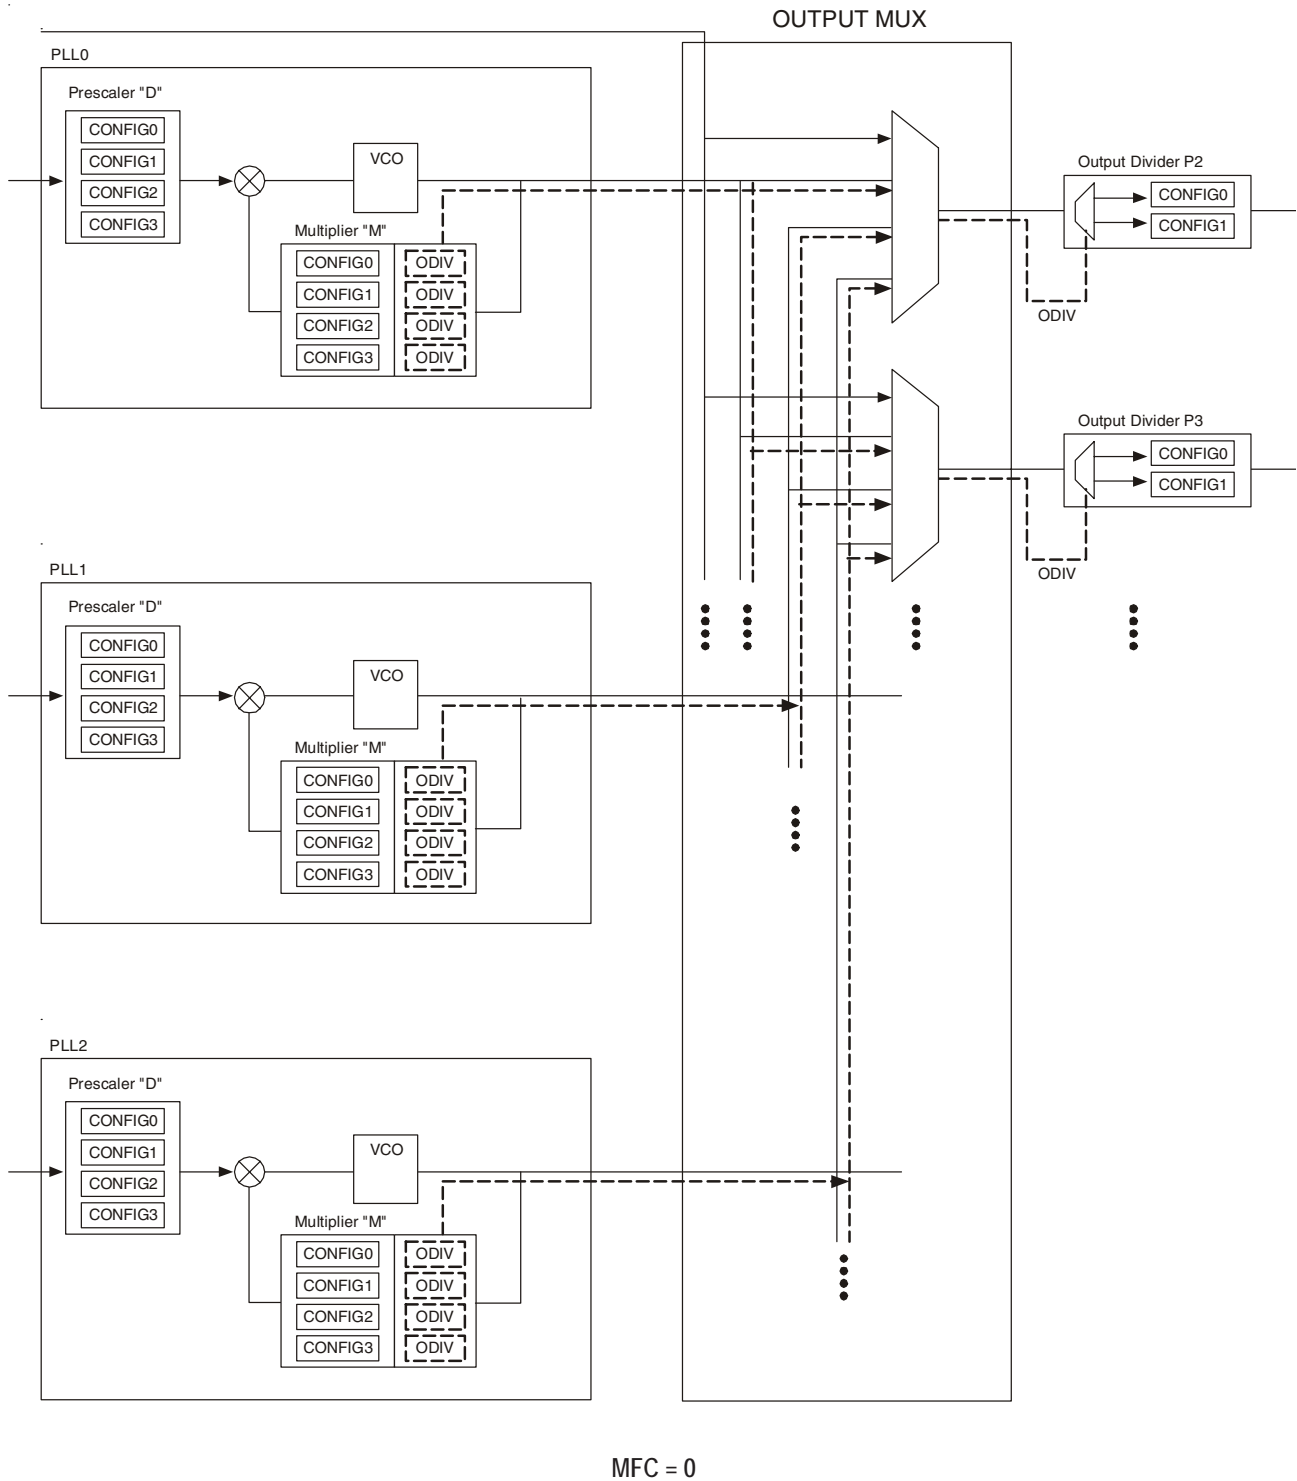 OUTPUT MUX
PLL0
Prescaler "D"
CONFIG0
CONFIG1
CONFIG2
CONFIG3
VCO
Multiplier "M"
CONFIG0
ODIV
CONFIG1
ODIV
CONFIG2
ODIV
CONFIG3
ODIV
Output Divider P2
CONFIG0
CONFIG1
ODIV
Output Divider P3
CONFIG0
CONFIG1
ODIV
PLL1
Prescaler "D"
CONFIG0
CONFIG1
CONFIG2
CONFIG3
VCO
Multiplier "M"
CONFIG0
ODIV
CONFIG1
ODIV
CONFIG2
ODIV
CONFIG3
ODIV
PLL2
Prescaler "D"
CONFIG0
CONFIG1
CONFIG2
CONFIG3
VCO
Multiplier "M"
CONFIG0
ODIV
CONFIG1
ODIV
CONFIG2
ODIV
CONFIG3
ODIV
MFC = 0